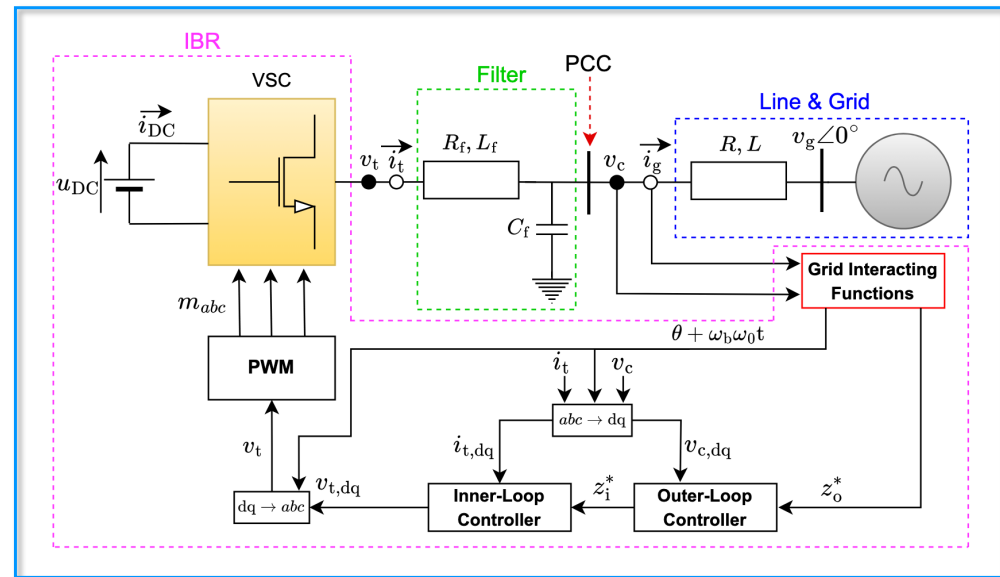 IBR
VSC
Filter
PCC
Line & Grid
i_DC
u_DC
v_t
i_t
R_f, L_f
C_f
v_c
i_g
R, L
v_g∠0°
m_abc
Grid Interacting
Functions
θ + ω_bω_0t
PWM
i_t
v_c
abc → dq
v_t
i_t,dq
v_c,dq
v_t,dq
dq → abc
Inner-Loop
Controller
z_i^*
Outer-Loop
Controller
z_o^*